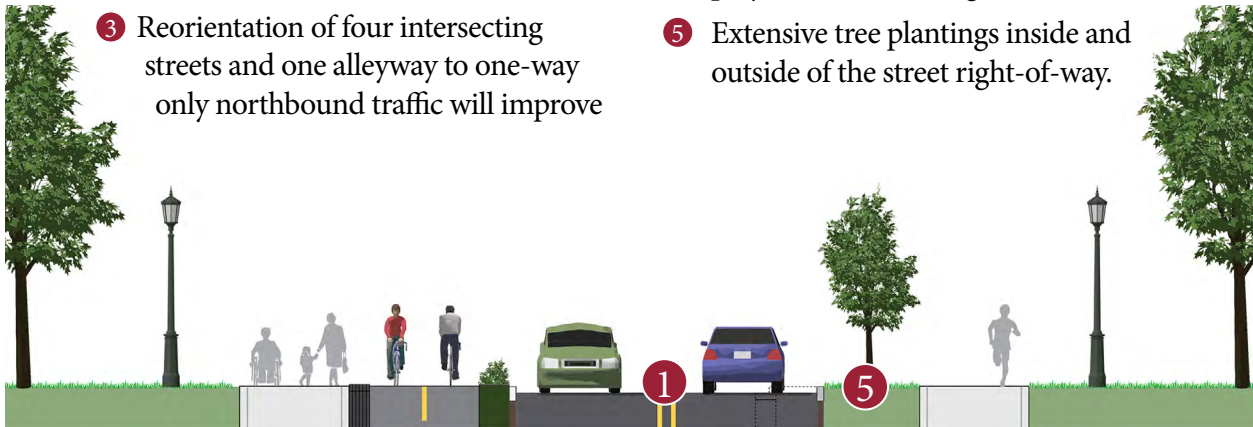 3 Reorientation of four intersecting
streets and one alleyway to one-way
only northbound traffic will improve
5 Extensive tree plantings inside and
outside of the street right-of-way.
1
5